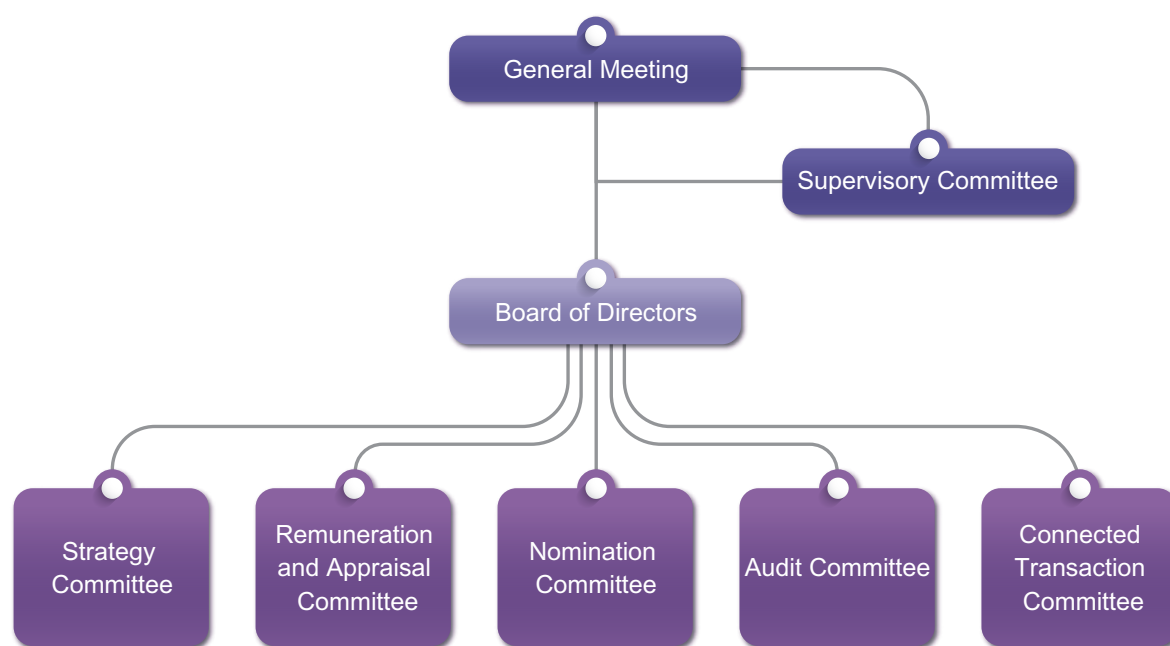 General Meeting
Supervisory Committee
Board of Directors
Strategy
Committee
Remuneration
and Appraisal
Committee
Nomination
Committee
Audit Committee
Connected
Transaction
Committee